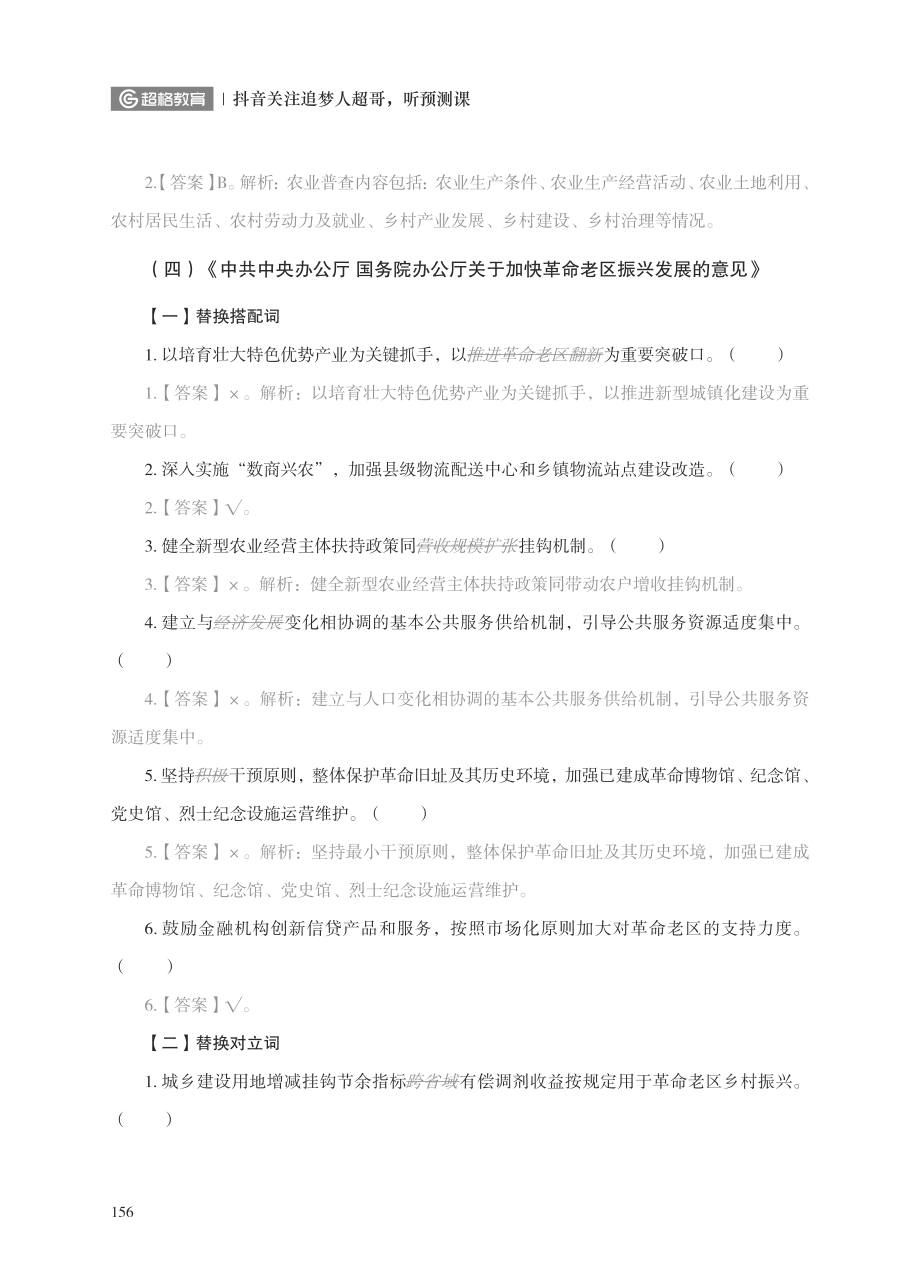 超格教育 | 抖音关注追梦人超哥，听预测课
2.【答案】B。解析：农业普查内容包括：农业生产条件、农业生产经营活动、农业土地利用、
农村居民生活、农村劳动力及就业、乡村产业发展、乡村建设、乡村治理等情况。
（四）《中共中央办公厅 国务院办公厅关于加快革命老区振兴发展的意见》
【一】替换搭配词
1. 以培育壮大特色优势产业为关键抓手，以推进革命老区翻新为重要突破口。（　　）
1.【答案】×。解析：以培育壮大特色优势产业为关键抓手，以推进新型城镇化建设为重
要突破口。
2. 深入实施“数商兴农”，加强县级物流配送中心和乡镇物流站点建设改造。（　　）
2.【答案】√。
3. 健全新型农业经营主体扶持政策同营收规模扩张挂钩机制。（　　）
3.【答案】×。解析：健全新型农业经营主体扶持政策同带动农户增收挂钩机制。
4. 建立与经济发展变化相协调的基本公共服务供给机制，引导公共服务资源适度集中。
（　　）
4.【答案】×。解析：建立与人口变化相协调的基本公共服务供给机制，引导公共服务资
源适度集中。
5. 坚持积极干预原则，整体保护革命旧址及其历史环境，加强已建成革命博物馆、纪念馆、
党史馆、烈士纪念设施运营维护。（　　）
5.【答案】×。解析：坚持最小干预原则，整体保护革命旧址及其历史环境，加强已建成
革命博物馆、纪念馆、党史馆、烈士纪念设施运营维护。
6. 鼓励金融机构创新信贷产品和服务，按照市场化原则加大对革命老区的支持力度。
（　　）
6.【答案】√。
【二】替换对立词
1. 城乡建设用地增减挂钩节余指标跨省域有偿调剂收益按规定用于革命老区乡村振兴。
（　　）
156